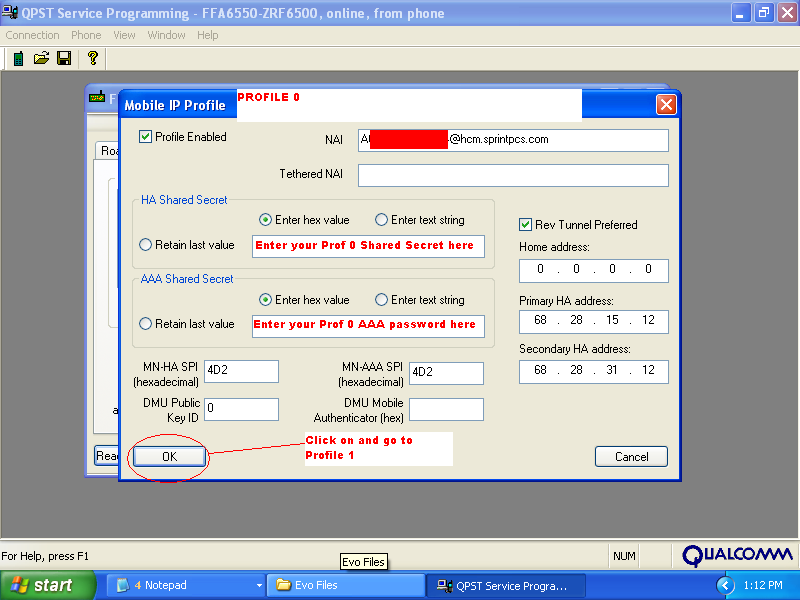 QPST Service Programming - FFA6550-ZRF6500, online, from phone
Connection Phone View Window Help
F
Mobile IP Profile PROFILE 0
Roa
Profile Enabled
NAI
@hcm.sprintpcs.com
Tethered NAI
HA Shared Secret
Enter hex value Enter text string
Retain last value Enter your Prof 0 Shared Secret here
AAA Shared Secret
Enter hex value Enter text string
Retain last value Enter your Prof 0 AAA password here
Rev Tunnel Preferred
Home address:
0 . 0 . 0 . 0
Primary HA address:
68 . 28 . 15 . 12
Secondary HA address:
68 . 28 . 31 . 12
MN-HA SPI
(hexadecimal)
4D2
MN-AAA SPI
(hexadecimal)
4D2
DMU Public
Key ID
0
DMU Mobile
Authenticator (hex)
a
Rea
OK
Click on and go to
Profile 1
Cancel
For Help, press F1
NUM
QUALCOMM
Evo Files
start
4 Notepad
Evo Files
QPST Service Progra...
1:12 PM